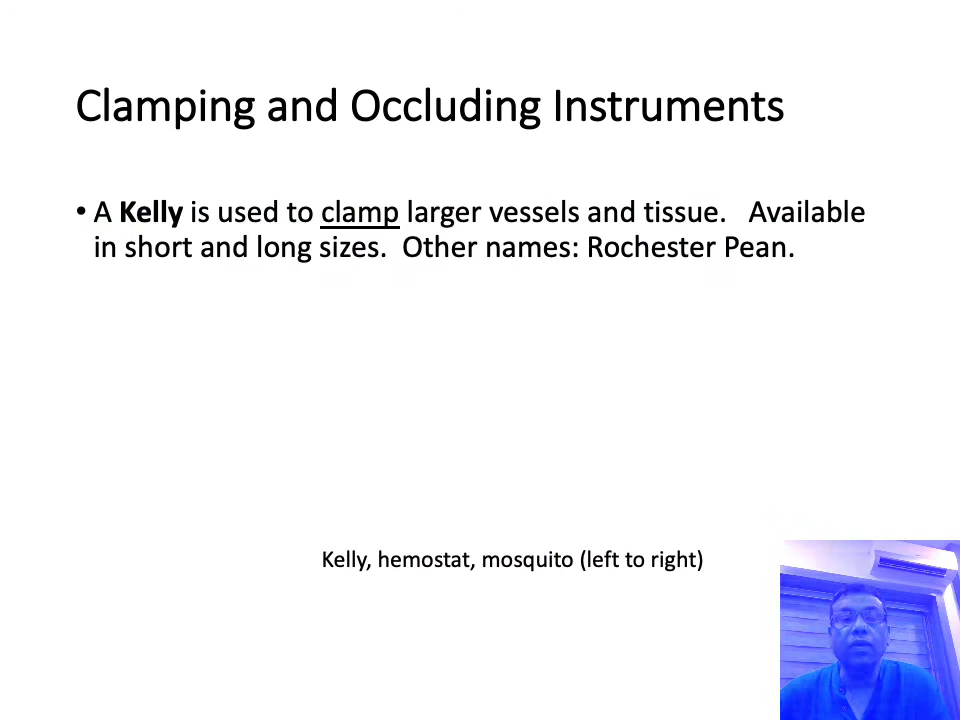 Clamping and Occluding Instruments
• A Kelly is used to clamp larger vessels and tissue. Available
in short and long sizes. Other names: Rochester Pean.
Kelly, hemostat, mosquito (left to right)